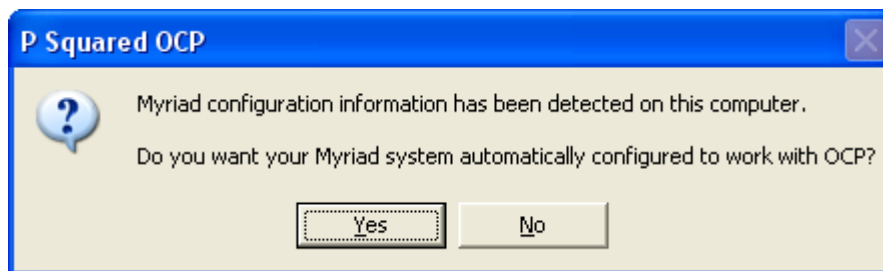 P Squared OCP
Myriad configuration information has been detected on this computer.
Do you want your Myriad system automatically configured to work with OCP?
Yes
No